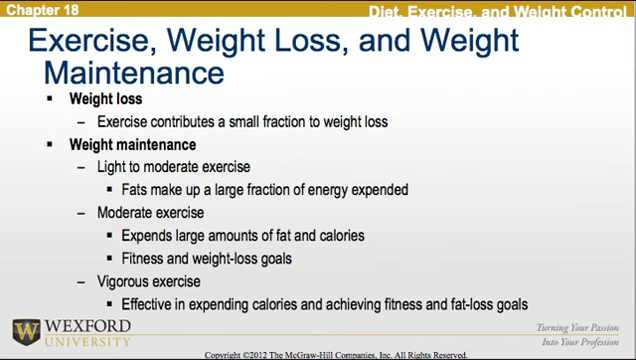 Chapter 18
Diet, Exercise, and Weight Control
Exercise, Weight Loss, and Weight
Maintenance
▪ Weight loss
– Exercise contributes a small fraction to weight loss
▪ Weight maintenance
– Light to moderate exercise
▪ Fats make up a large fraction of energy expended
– Moderate exercise
▪ Expends large amounts of fat and calories
▪ Fitness and weight-loss goals
– Vigorous exercise
▪ Effective in expending calories and achieving fitness and fat-loss goals
WEXFORD
UNIVERSITY
Turning Your Passion
Into Your Profession
Copyright ©2012 The McGraw-Hill Companies, Inc. All Rights Reserved.